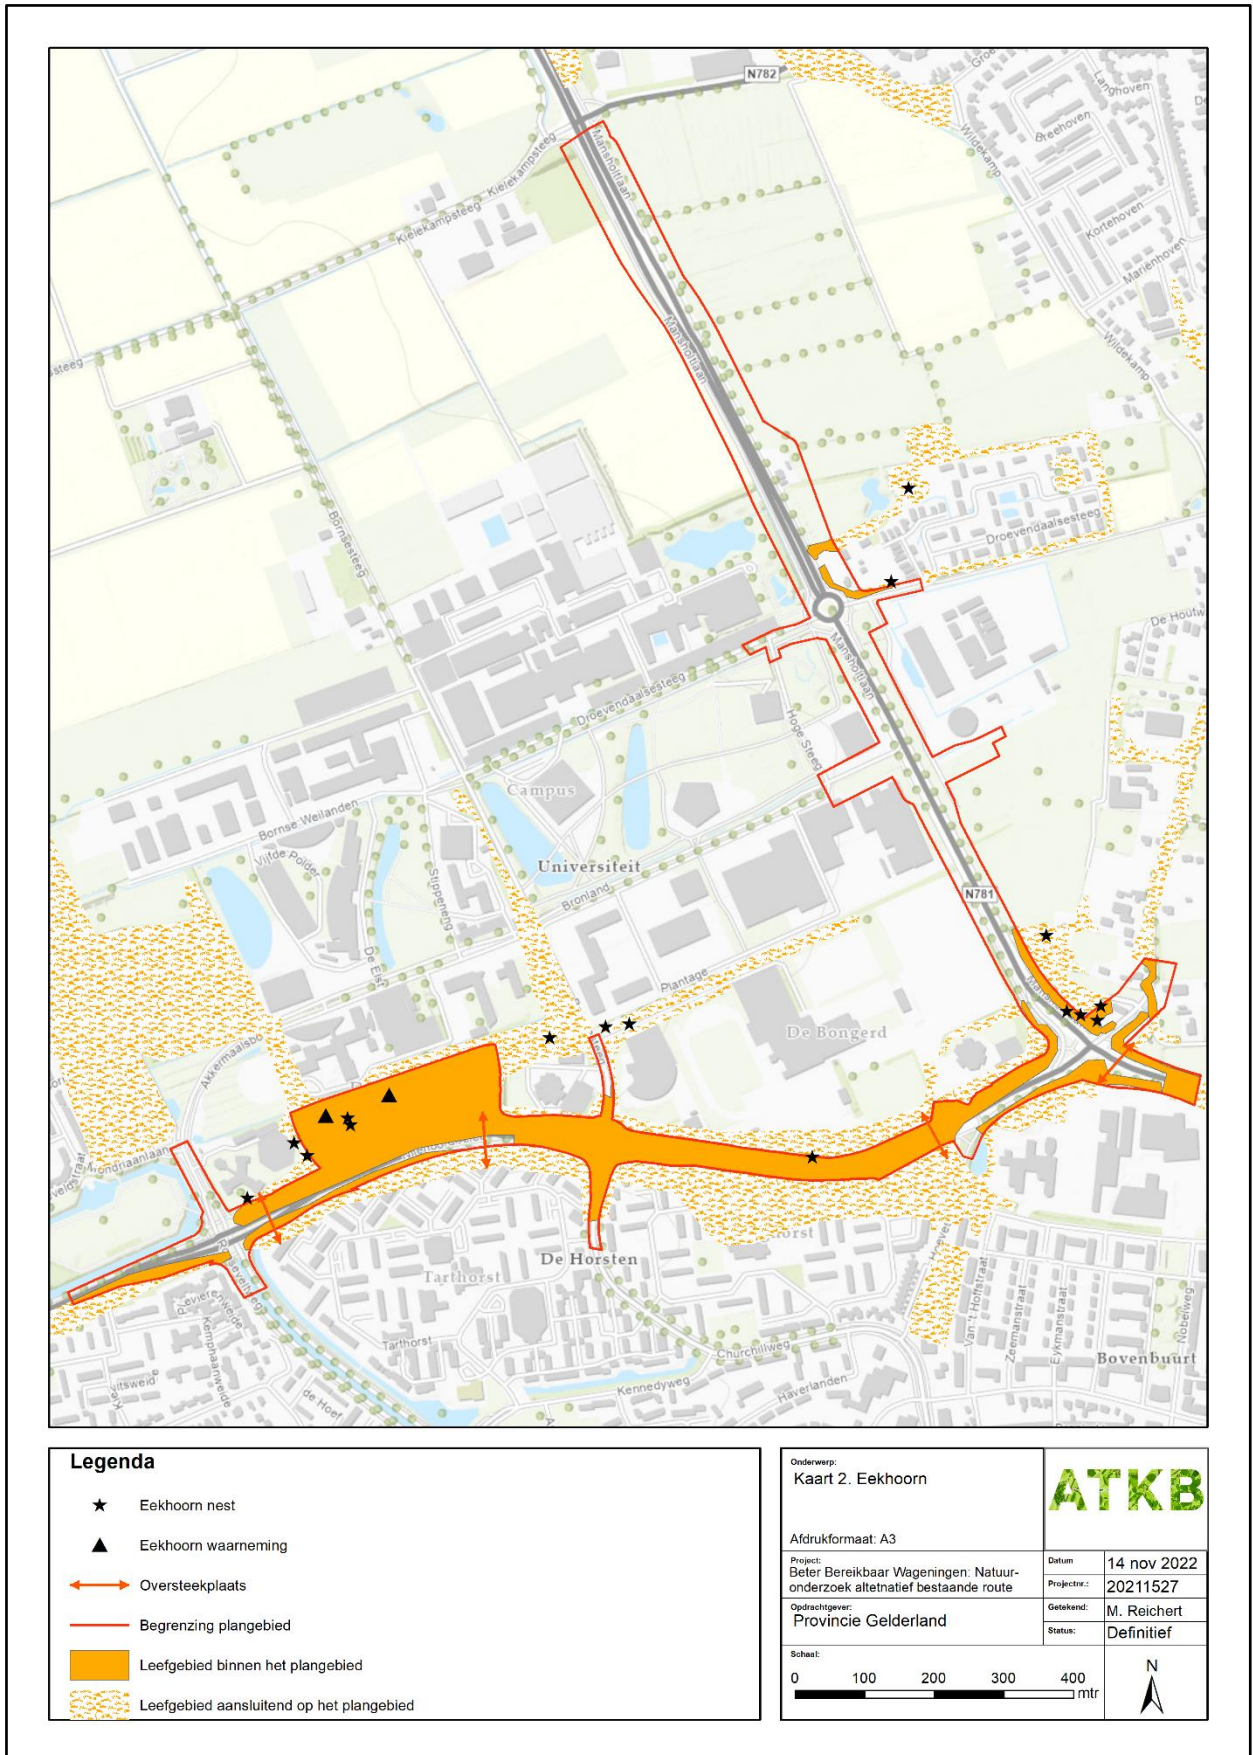 N782
Wildekamp
Langhoven
Breehoven
Kortehoven
Marienhoven
Wildekamp
Mansholtlaan
Kielekampsteeg
Kielekampsteeg
steeg
Mansholtlaan
Bornsesteeg
Droevendaalsesteeg
De Houtw
Mansholtlaan
Droevendaalsesteeg
Hoge Steeg
Campus
Bornse Weilanden
Vijfde Polder
Stippeneng
Universiteit
Bronland
N781
De Elst
Plantage
De Bongerd
Akkermaalsbo
Mondriaanlaan
De Horsten
Tarthorst
Tarthorst
Churchillweg
Kennedyweg
Haverlanden
Van 't Hoffstraat
Zeemanstraat
Eykmanstraat
Nobelweg
Bovenbuurt
Kempnaanweide
de Hoef
Legenda
Eekhoorn nest
Eekhoorn waarneming
Oversteekplaats
Begrenzing plangebied
Leefgebied binnen het plangebied
Leefgebied aansluitend op het plangebied
Onderwerp:
Kaart 2. Eekhoorn
Afdrukformaat: A3
ATKB
Project:
Beter Bereikbaar Wageningen: Natuur-
onderzoek altetnatief bestaande route
Datum 14 nov 2022
Projectnr.: 20211527
Opdrachtgever:
Provincie Gelderland
Getekend: M. Reichert
Status: Definitief
Schaal:
0 100 200 300 400
mtr
N